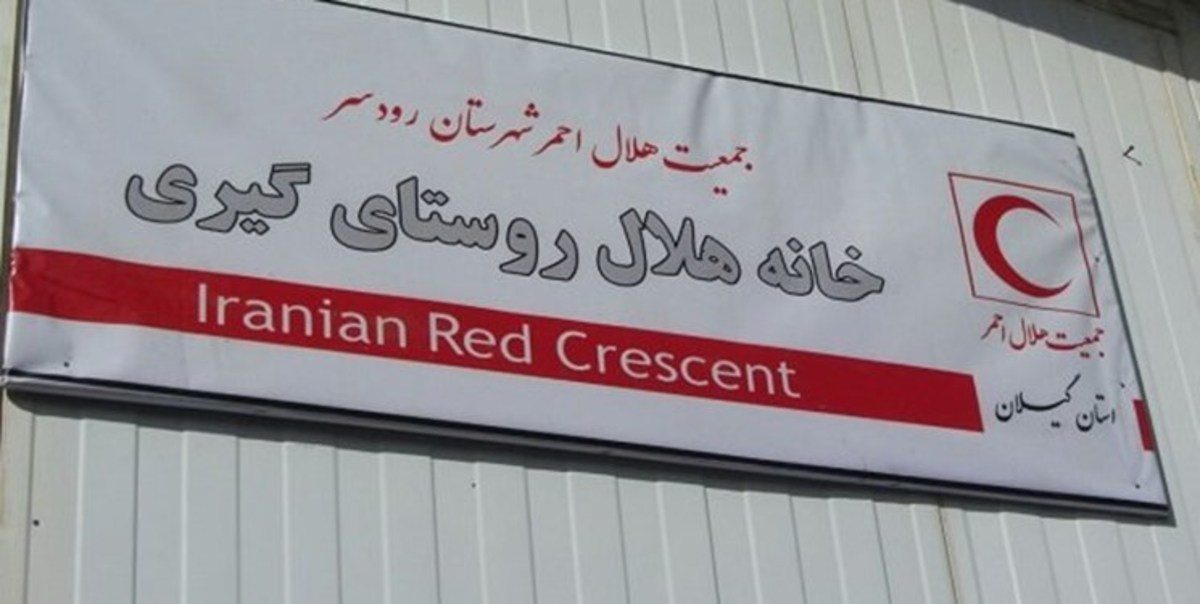 جمعیت هلال احمر شهرستان رودسر
خانه هلال روستای گیری
Iranian Red Crescent
جمعیت هلال احمر
استان گیلان